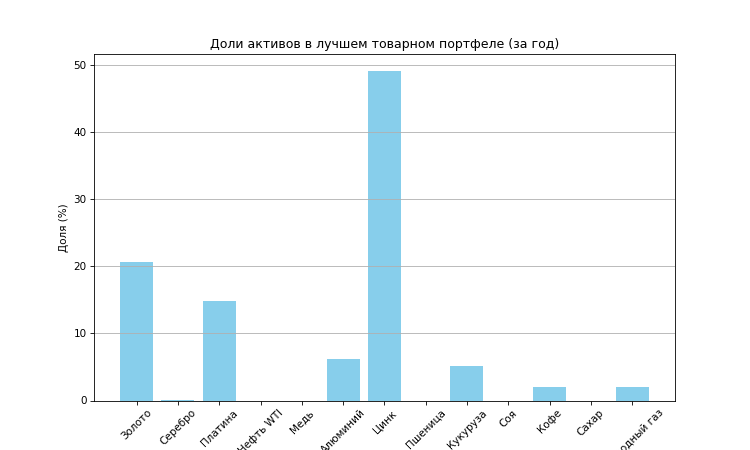 Доли активов в лучшем товарном портфеле (за год)
Доля (%)
50
40
30
20
10
0
Золото
Серебро
Платина
Нефть WTI
Медь
Алюминий
Цинк
Пшеница
Кукуруза
Соя
Кофе
Сахар
одный газ